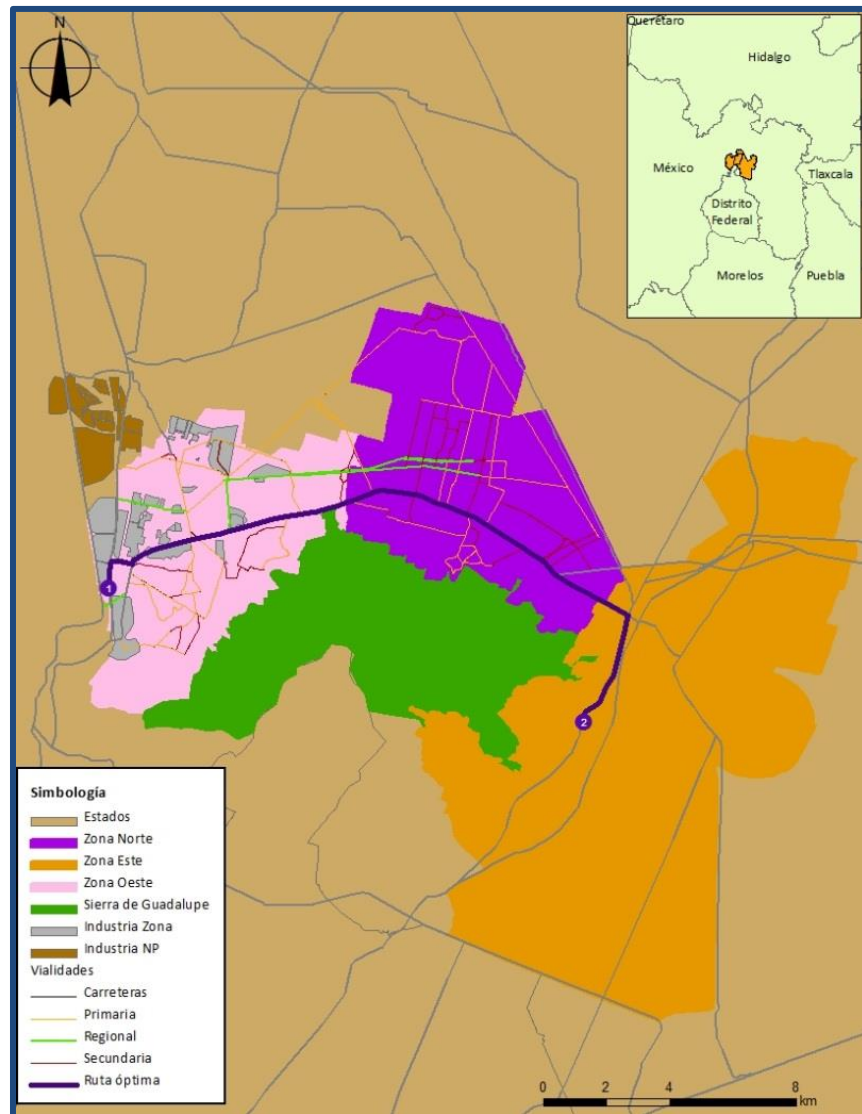 N
Querétaro
Hidalgo
México
Tlaxcala
Distrito
Federal
Morelos
Puebla
1
2
Simbología
Estados
Zona Norte
Zona Este
Zona Oeste
Sierra de Guadalupe
Industria Zona
Industria NP
Vialidades
Carreteras
Primaria
Regional
Secundaria
Ruta óptima
0 2 4 8
km